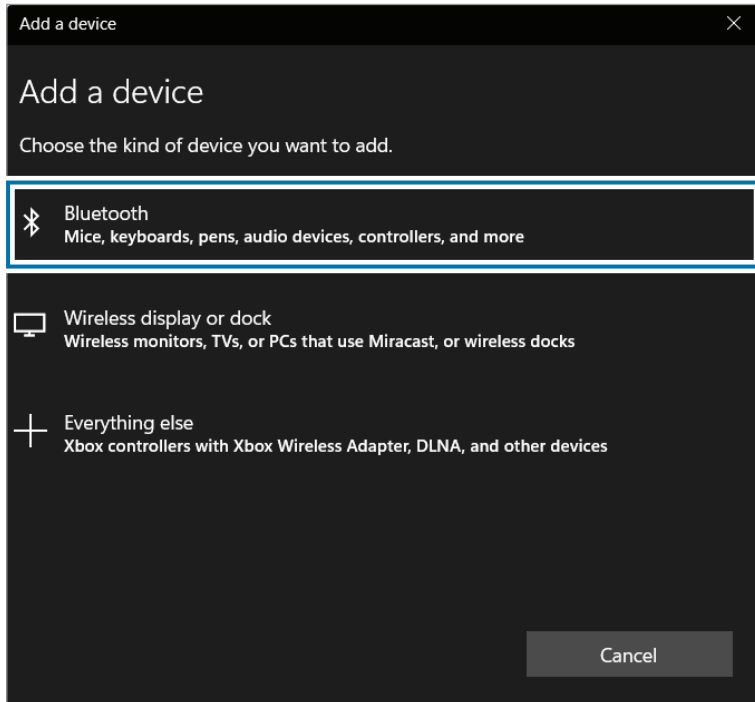 Add a device
Add a device
Choose the kind of device you want to add.
Bluetooth
Mice, keyboards, pens, audio devices, controllers, and more
Wireless display or dock
Wireless monitors, TVs, or PCs that use Miracast, or wireless docks
Everything else
Xbox controllers with Xbox Wireless Adapter, DLNA, and other devices
Cancel